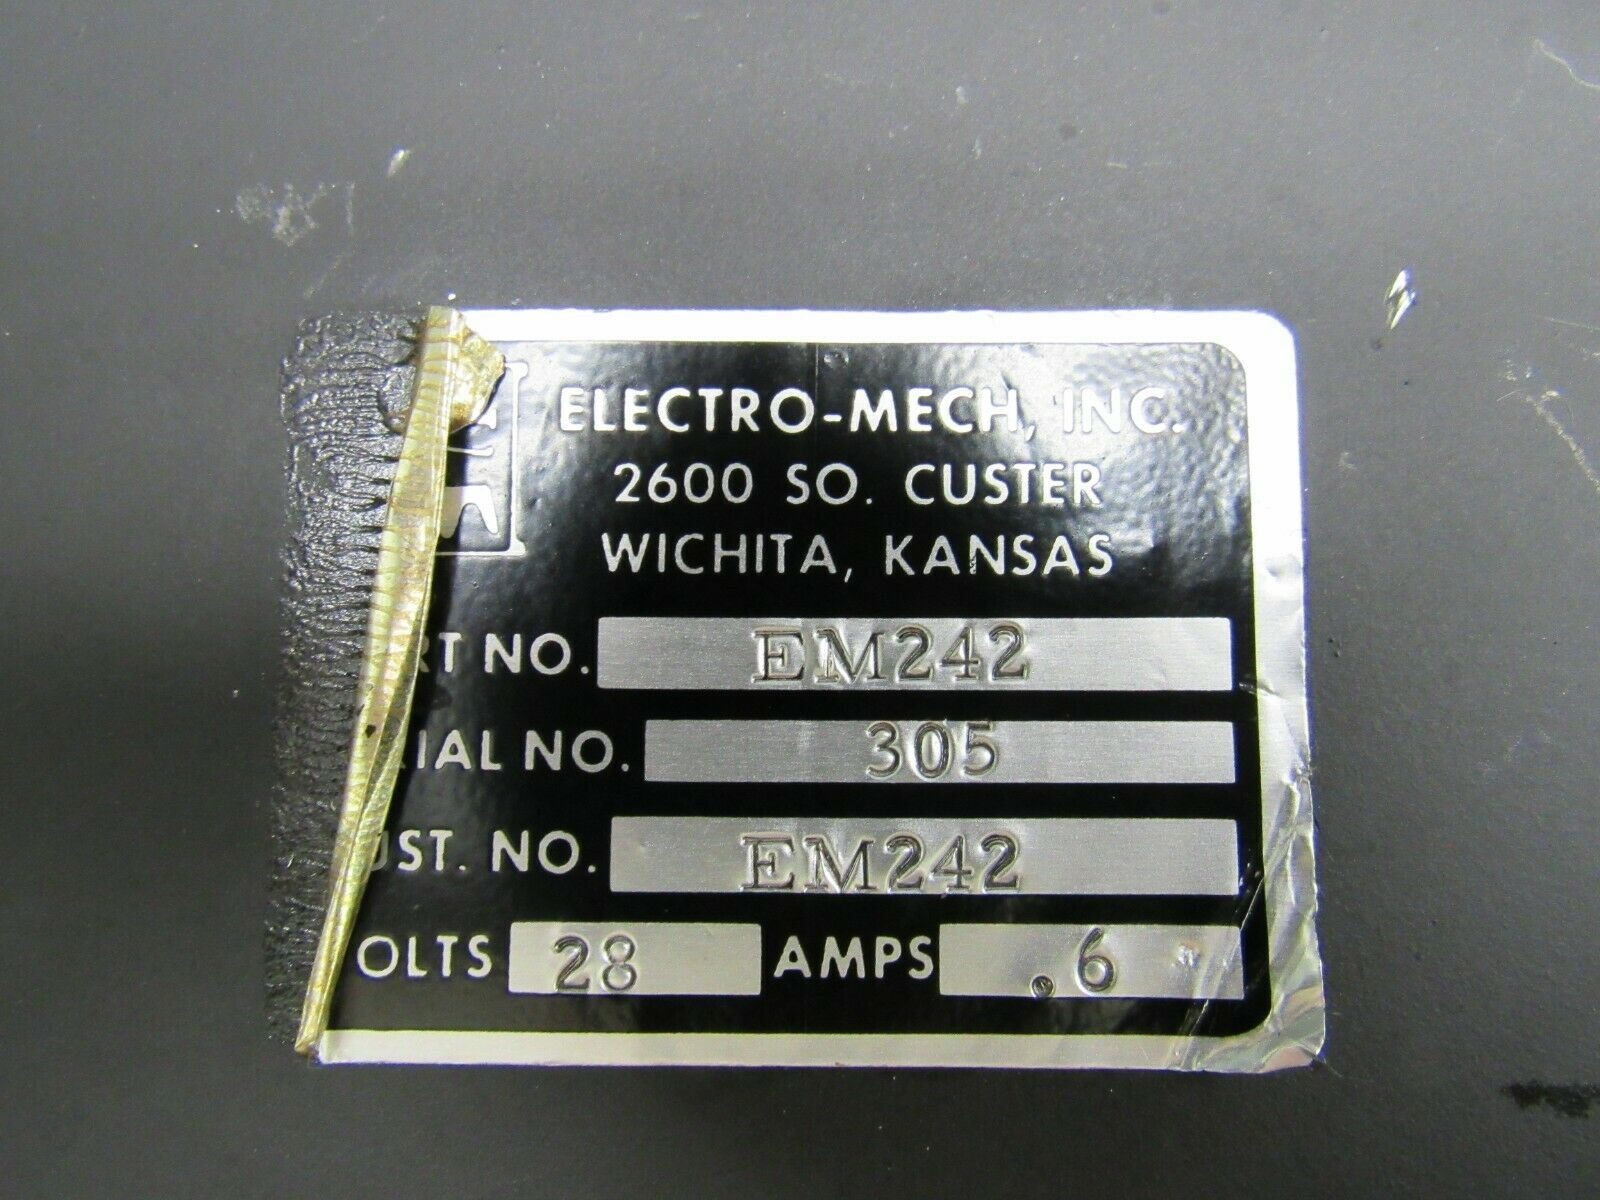 ELECTRO-MECH, INC.
2600 SO. CUSTER
WICHITA, KANSAS
RT NO. EM242
RIAL NO. 305
UST. NO. EM242
OLTS 28 AMPS .6